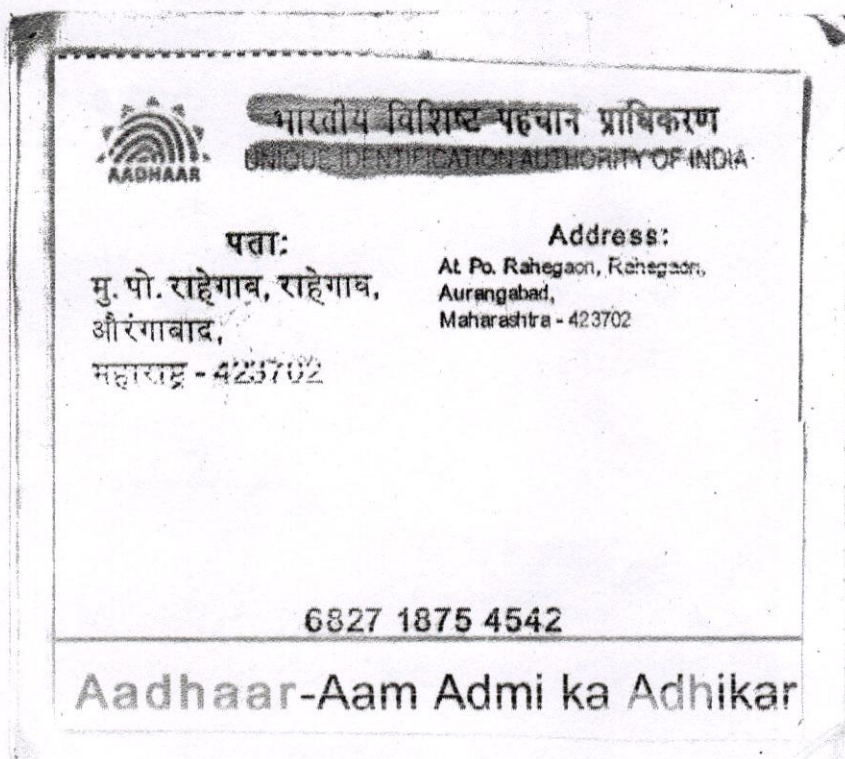 भारतीय विशिष्ट पहचान प्राधिकरण
UNIQUE IDENTIFICATION AUTHORITY OF INDIA
AADHAAR
पता:
मु. पो. राहेगाव, राहेगाव,
औरंगाबाद,
महाराष्ट्र - 423702
Address:
At Po. Rahegaon, Rahegaon,
Aurangabad,
Maharashtra - 423702
6827 1875 4542
Aadhaar-Aam Admi ka Adhikar